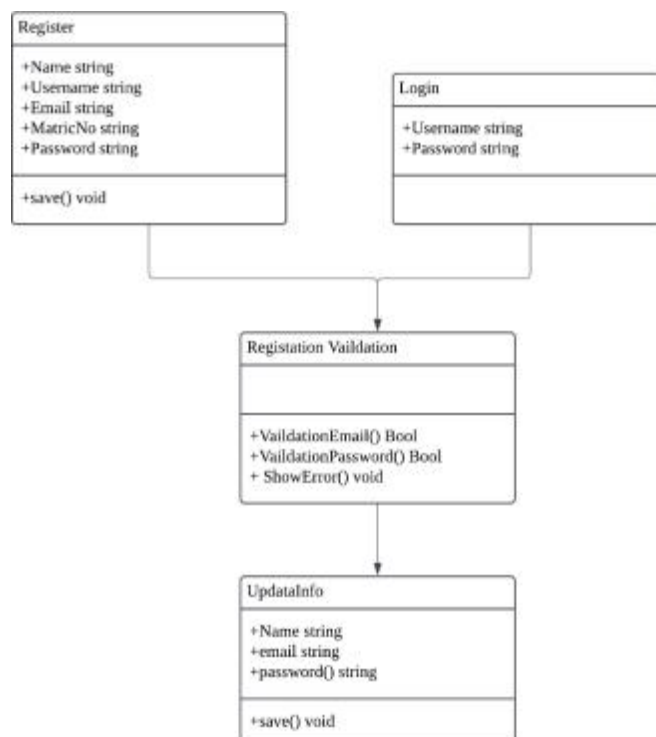 Register
+Name string
+Username string
+Email string
+MatricNo string
+Password string
+save() void
Login
+Username string
+Password string
Registation Vaildation
+VaildationEmail() Bool
+VaildationPassword() Bool
+ ShowError() void
UpdataInfo
+Name string
+email string
+password() string
+save() void